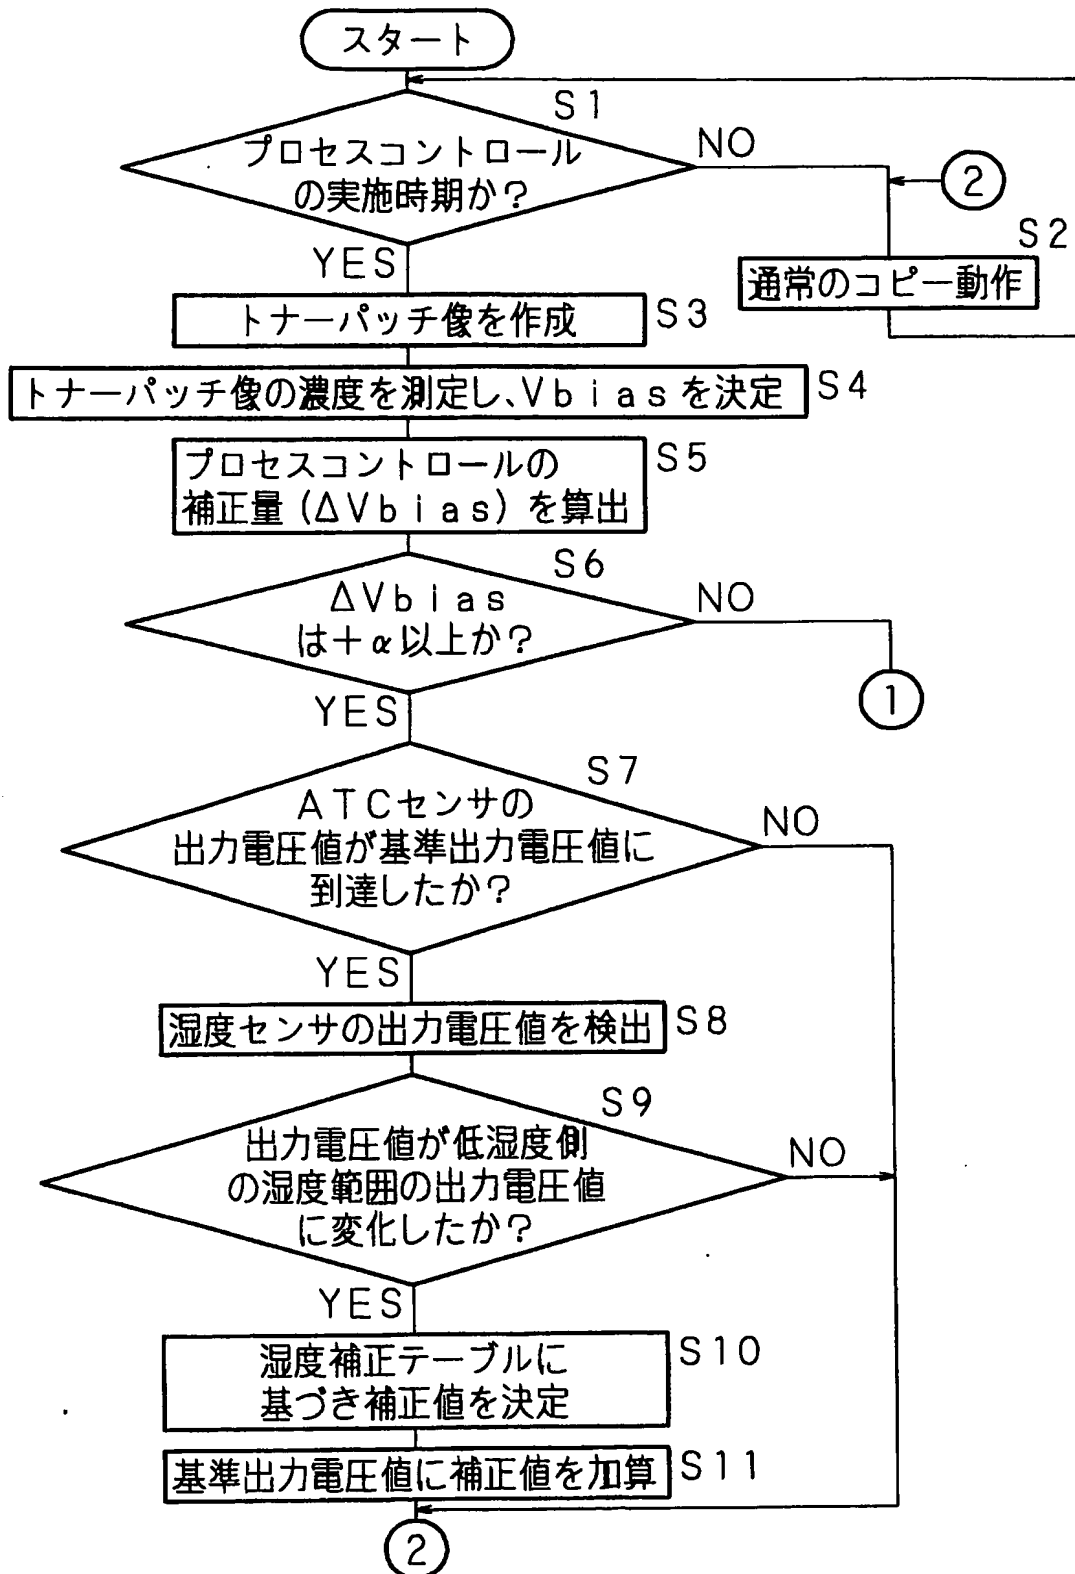 スタート
S1
プロセスコントロール
の実施時期か？
NO
YES
②
S2
通常のコピー動作
トナーパッチ像を作成
S3
トナーパッチ像の濃度を測定し、Vbiasを決定
S4
プロセスコントロールの
補正量(ΔVbias)を算出
S5
S6
ΔVbias
は＋α以上か？
NO
YES
①
S7
ATCセンサの
出力電圧値が基準出力電圧値に
到達したか？
NO
YES
湿度センサの出力電圧値を検出
S8
S9
出力電圧値が低湿度側
の湿度範囲の出力電圧値
に変化したか？
NO
YES
湿度補正テーブルに
基づき補正値を決定
S10
基準出力電圧値に補正値を加算
S11
②